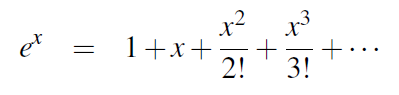 e^x = 1 + x + x^2/2! + x^3/3! + ⋯